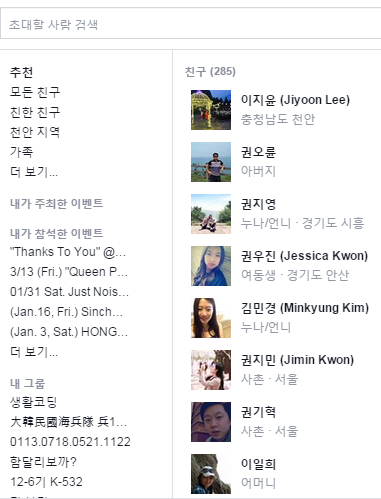 초대할 사람 검색
추천
모든 친구
친한 친구
천안 지역
가족
더 보기...
내가 주최한 이벤트
내가 참석한 이벤트
"Thanks To You" @...
3/13 (Fri.) "Queen P...
01/31 Sat. Just Nois...
(Jan.16, Fri.) Sinch...
(Jan. 3, Sat.) HONG...
더 보기...
내 그룹
생활코딩
大韓民國海兵隊 兵1...
0113.0718.0521.1122
함달리보까?
12-6기 K-532
친구 (285)
이지윤 (Jiyoon Lee)
충청남도 천안
권오륜
아버지
권지영
누나/언니 · 경기도 시흥
권우진 (Jessica Kwon)
여동생 · 경기도 안산
김민경 (Minkyung Kim)
누나/언니
권지민 (Jimin Kwon)
사촌 · 서울
권기혁
사촌 · 서울
이일희
어머니